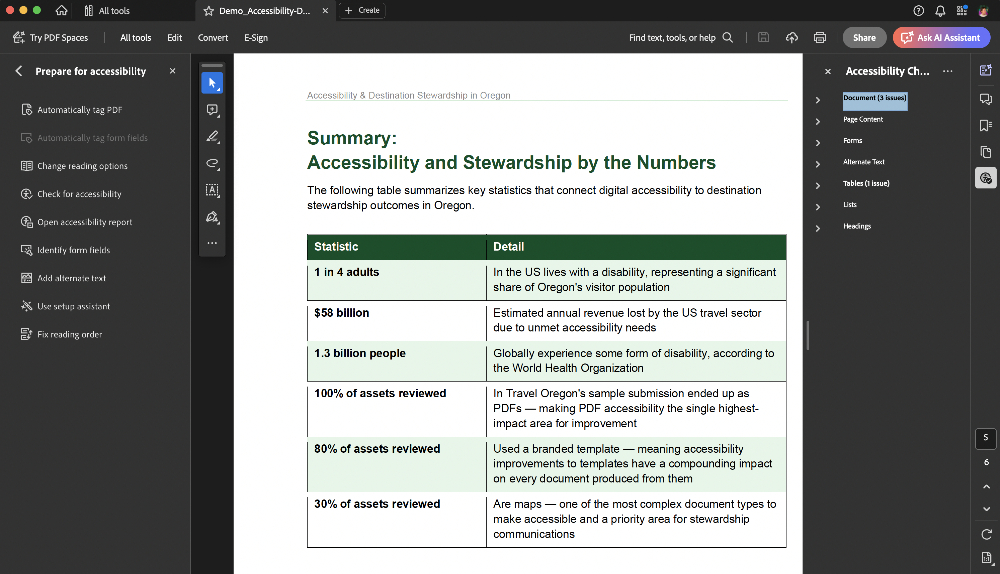 All tools
Demo_Accessibility-D...
Create
Try PDF Spaces
All tools
Edit
Convert
E-Sign
Find text, tools, or help
Share
Ask AI Assistant
Prepare for accessibility
Automatically tag PDF
Automatically tag form fields
Change reading options
Check for accessibility
Open accessibility report
Identify form fields
Add alternate text
Use setup assistant
Fix reading order
Accessibility & Destination Stewardship in Oregon
Summary:
Accessibility and Stewardship by the Numbers
The following table summarizes key statistics that connect digital accessibility to destination
stewardship outcomes in Oregon.
Statistic
Detail
1 in 4 adults
In the US lives with a disability, representing a significant
share of Oregon's visitor population
$58 billion
Estimated annual revenue lost by the US travel sector
due to unmet accessibility needs
1.3 billion people
Globally experience some form of disability, according to
the World Health Organization
100% of assets reviewed
In Travel Oregon's sample submission ended up as
PDFs — making PDF accessibility the single highest-
impact area for improvement
80% of assets reviewed
Used a branded template — meaning accessibility
improvements to templates have a compounding impact
on every document produced from them
30% of assets reviewed
Are maps — one of the most complex document types to
make accessible and a priority area for stewardship
communications
Accessibility Ch...
Document (3 issues)
Page Content
Forms
Alternate Text
Tables (1 issue)
Lists
Headings
5
6
1:1